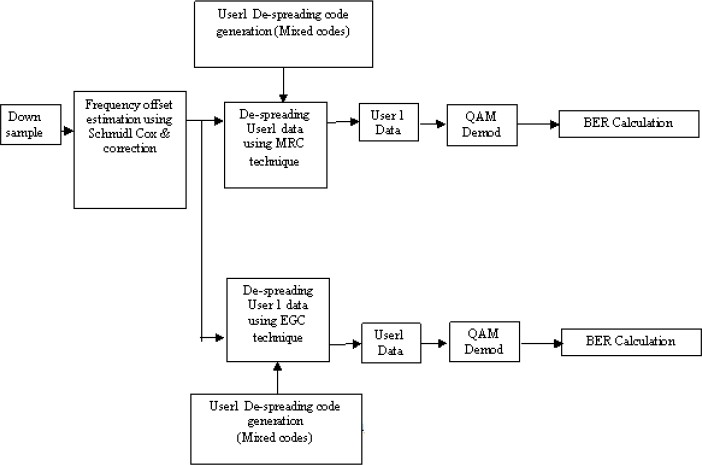 User1 De-spreading code
generation (Mixed codes)
Down
sample
Frequency offset
estimation using
Schmidl Cox &
correction
De-spreading
User1 data
using MRC
technique
User 1
Data
QAM
Demod
BER Calculation
De-spreading
User 1 data
using EGC
technique
User1
Data
QAM
Demod
BER Calculation
User1 De-spreading code
generation
(Mixed codes)